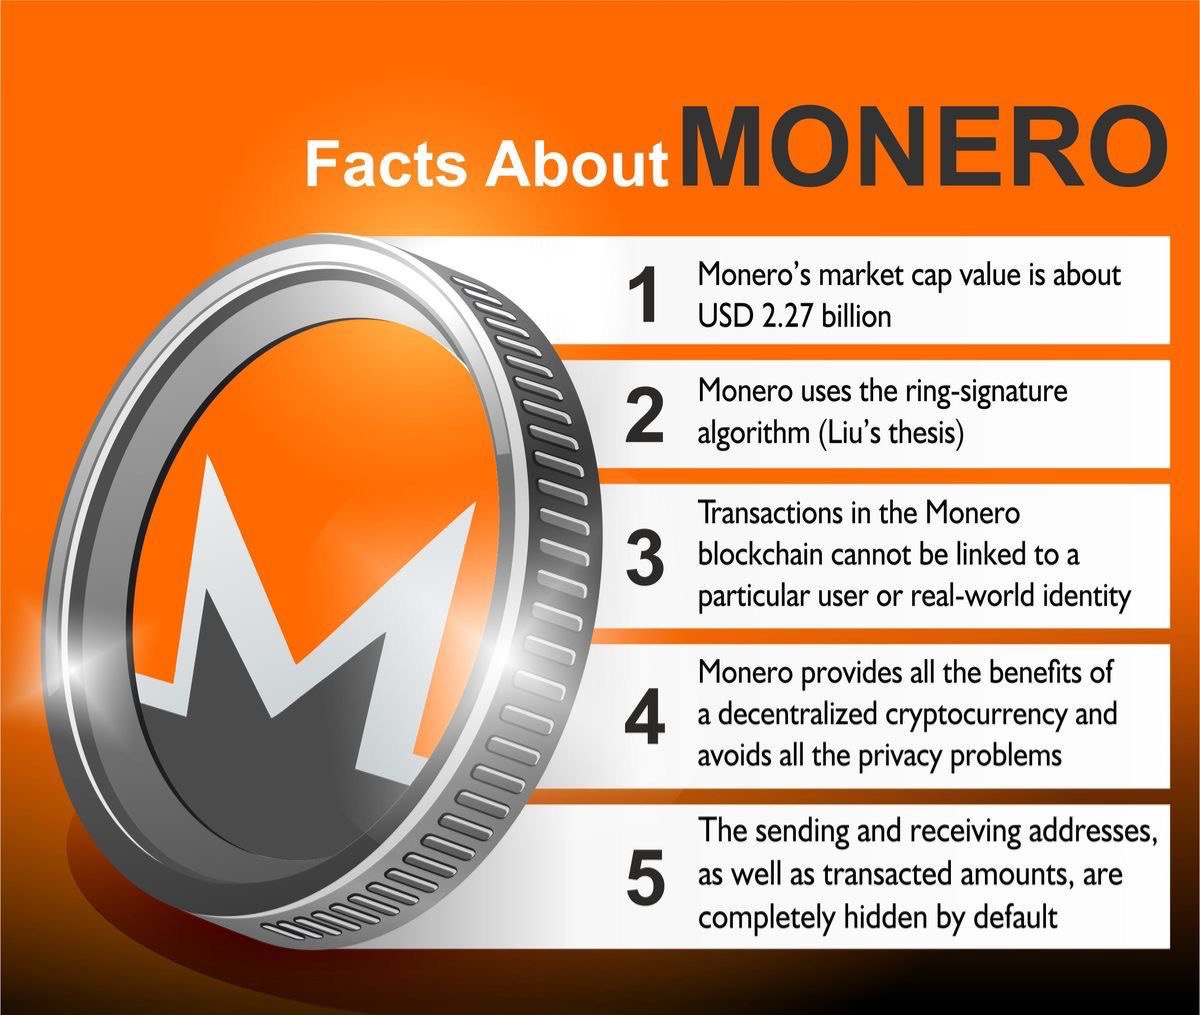 Facts About MONERO
1
Monero's market cap value is about
USD 2.27 billion
2
Monero uses the ring-signature
algorithm (Liu's thesis)
3
Transactions in the Monero
blockchain cannot be linked to a
particular user or real-world identity
4
Monero provides all the benefits of
a decentralized cryptocurrency and
avoids all the privacy problems
5
The sending and receiving addresses,
as well as transacted amounts, are
completely hidden by default